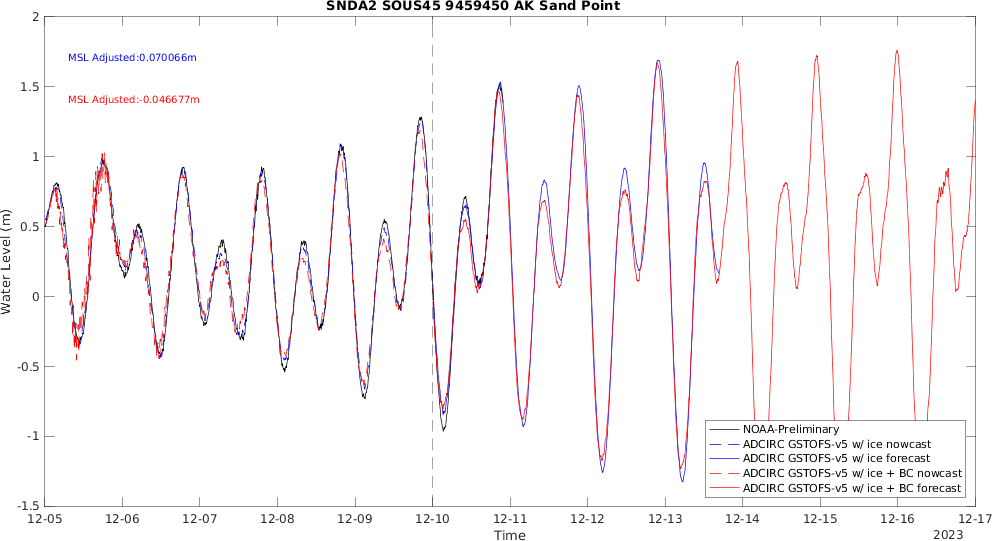 SNDA2 SOUS45 9459450 AK Sand Point
MSL Adjusted:0.070066m
MSL Adjusted:-0.046677m
Water Level (m)
2
1.5
1
0.5
0
-0.5
-1
-1.5
NOAA-Preliminary
ADCIRC GSTOFS-v5 w/ ice nowcast
ADCIRC GSTOFS-v5 w/ ice forecast
ADCIRC GSTOFS-v5 w/ ice + BC nowcast
ADCIRC GSTOFS-v5 w/ ice + BC forecast
12-05 12-06 12-07 12-08 12-09 12-10 12-11 12-12 12-13 12-14 12-15 12-16 12-17
Time
2023